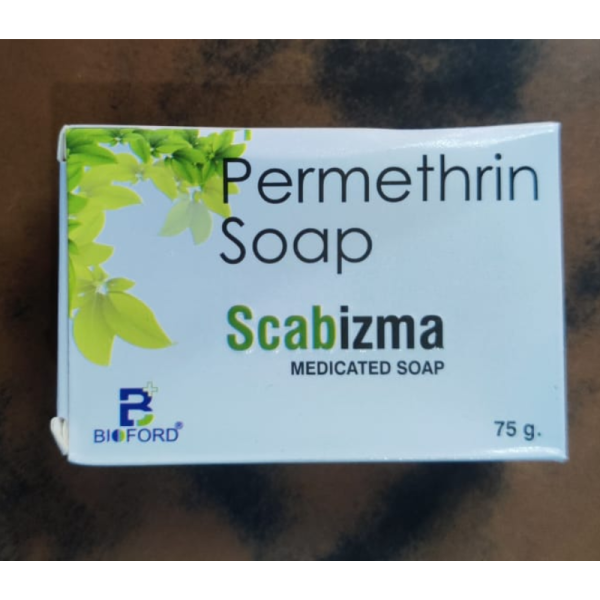 Permethrin
Soap
Scabizma
MEDICATED SOAP
BIOFORD®
75 g.